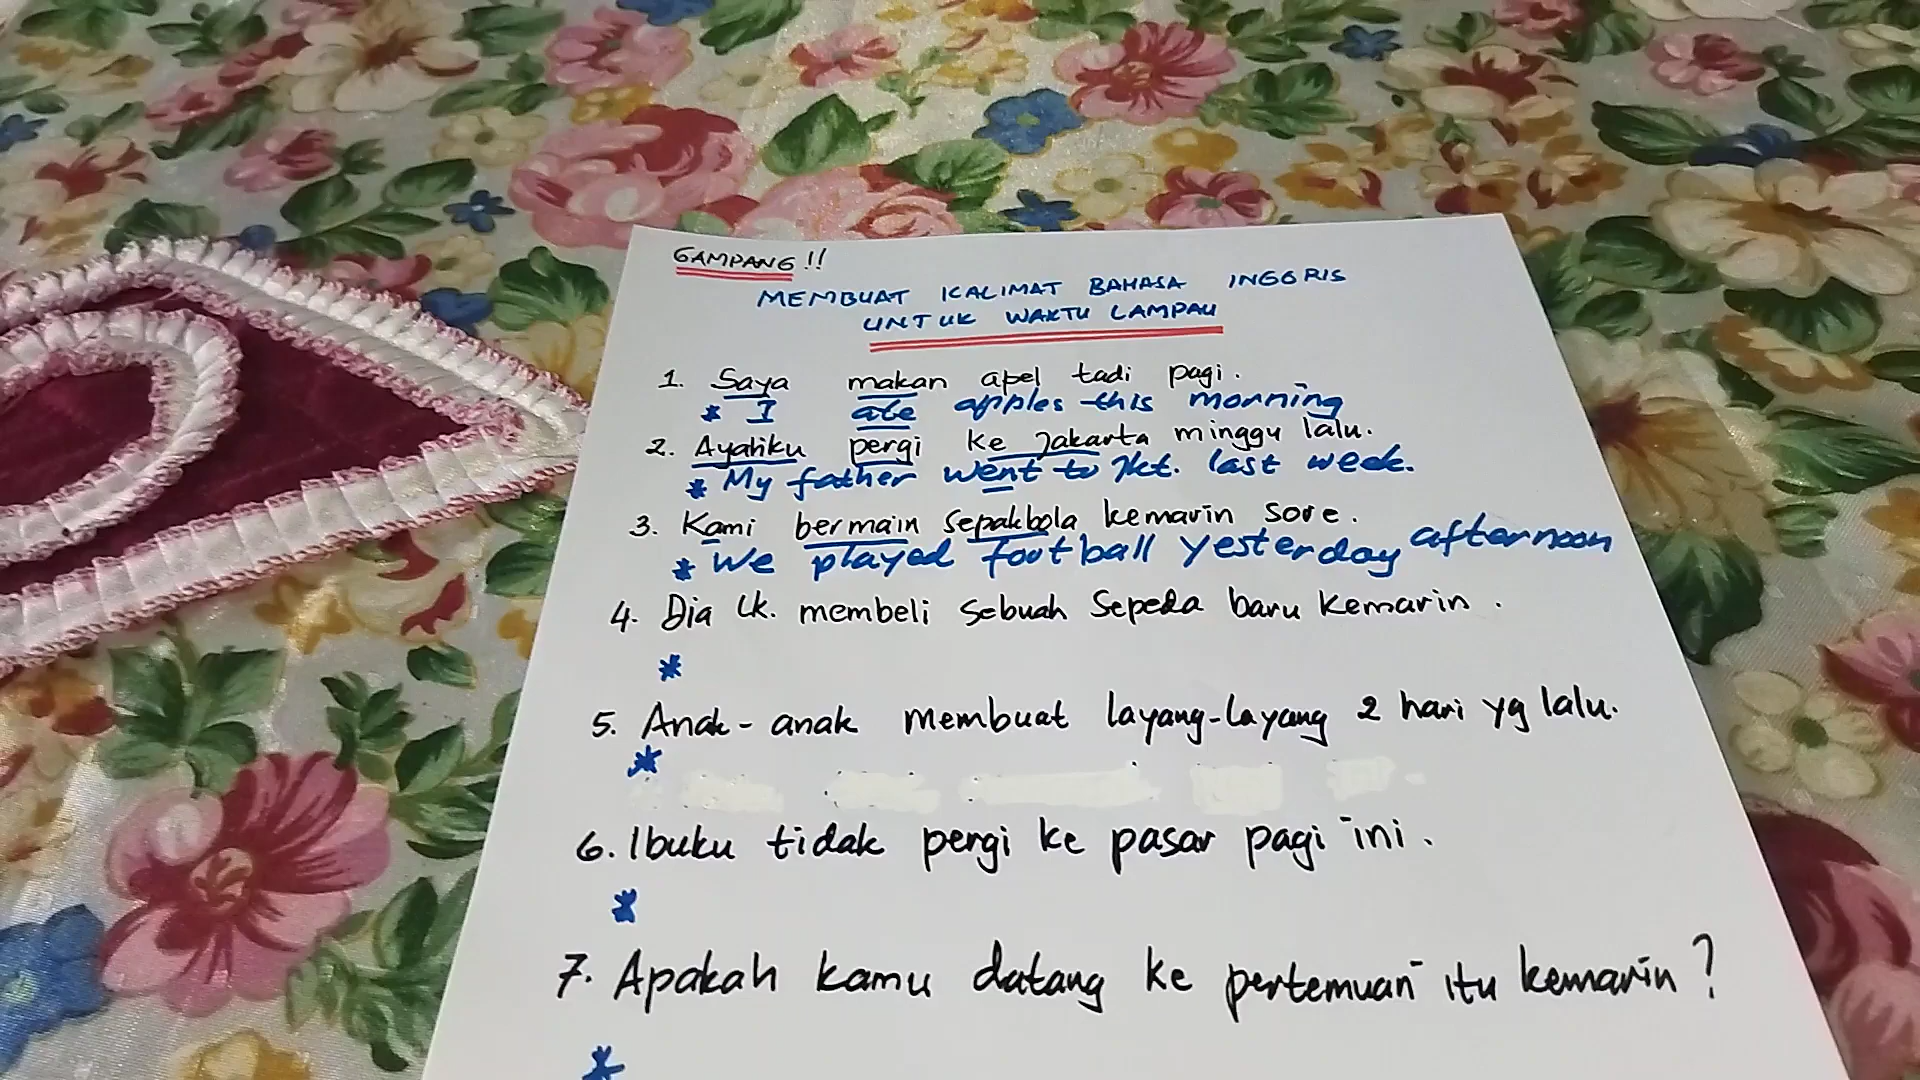 GAMPANG !!
MEMBUAT KALIMAT BAHASA INGGRIS
UNTUK WAKTU LAMPAU
1. Saya makan apel tadi pagi.
* I ate apples this morning
2. Ayahku pergi ke Jakarta minggu lalu.
* My father went to Jkt. last week.
3. Kami bermain sepakbola kemarin sore.
* We played football yesterday afternoon
4. Dia lk. membeli sebuah sepeda baru kemarin.
*
5. Anak-anak membuat layang-layang 2 hari yg lalu.
*
6. Ibuku tidak pergi ke pasar pagi ini.
*
7. Apakah kamu datang ke pertemuan itu kemarin?
*